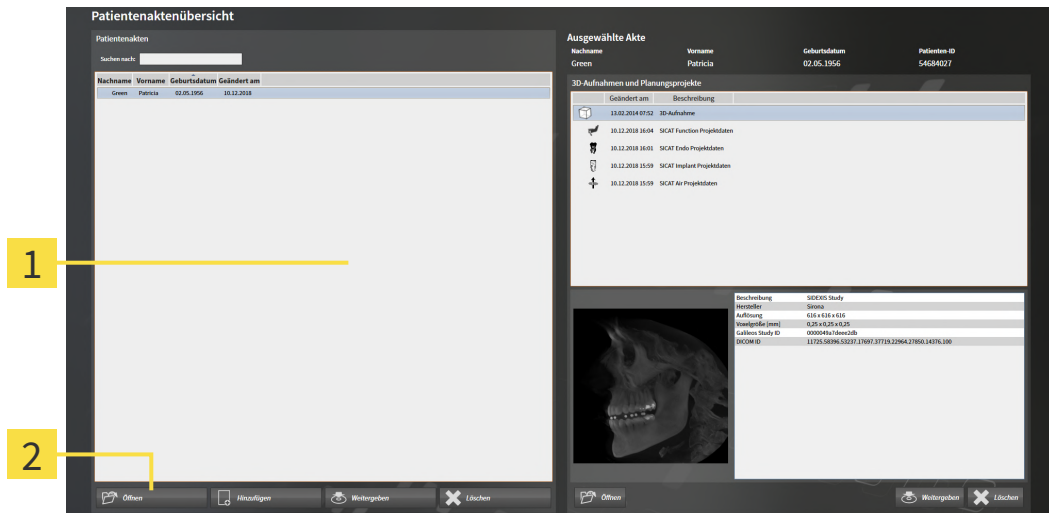 Patientenaktenübersicht
Patientenakten
Suchen nach:
Nachname Vorname Geburtsdatum Geändert am
Green Patricia 02.05.1956 10.12.2018
1
2
Öffnen Hinzufügen Weitergeben Löschen
Ausgewählte Akte
Nachname Vorname Geburtsdatum Patienten-ID
Green Patricia 02.05.1956 54684027
3D-Aufnahmen und Planungsprojekte
Geändert am Beschreibung
13.02.2014 07:52 3D-Aufnahme
10.12.2018 16:04 SICAT Function Projektdaten
10.12.2018 16:01 SICAT Endo Projektdaten
10.12.2018 15:59 SICAT Implant Projektdaten
10.12.2018 15:59 SICAT Air Projektdaten
Beschreibung SIDEXIS Study
Hersteller Sirona
Auflösung 616 x 616 x 616
Voxelgröße [mm] 0,25 x 0,25 x 0,25
Galileos Study ID 0000049a7deee2db
DICOM ID 11725.58396.53237.17697.37719.22964.27850.14376.100
Öffnen Weitergeben Löschen